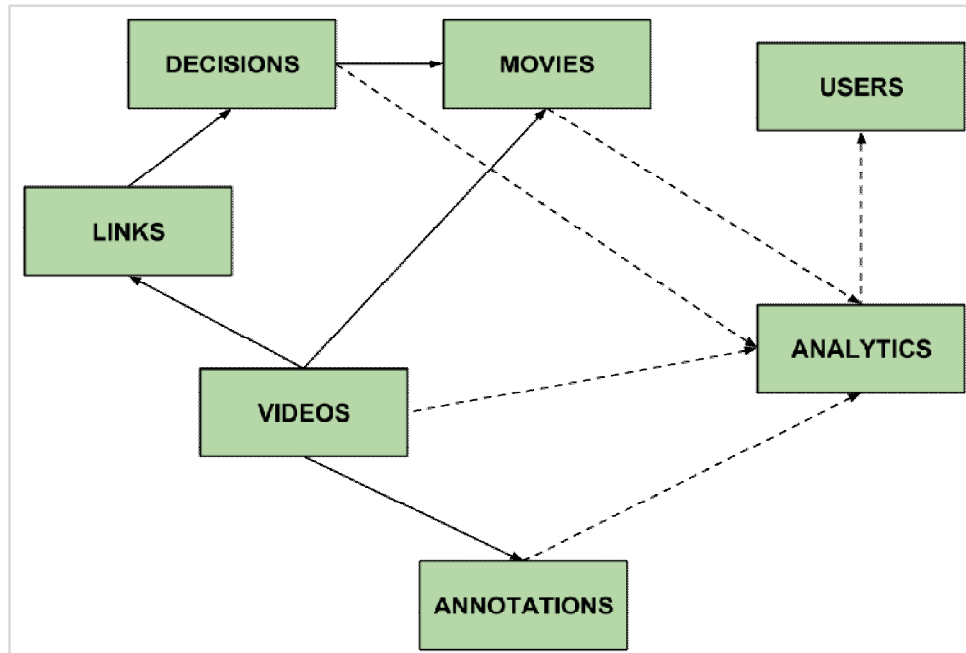 DECISIONS
MOVIES
USERS
LINKS
ANALYTICS
VIDEOS
ANNOTATIONS